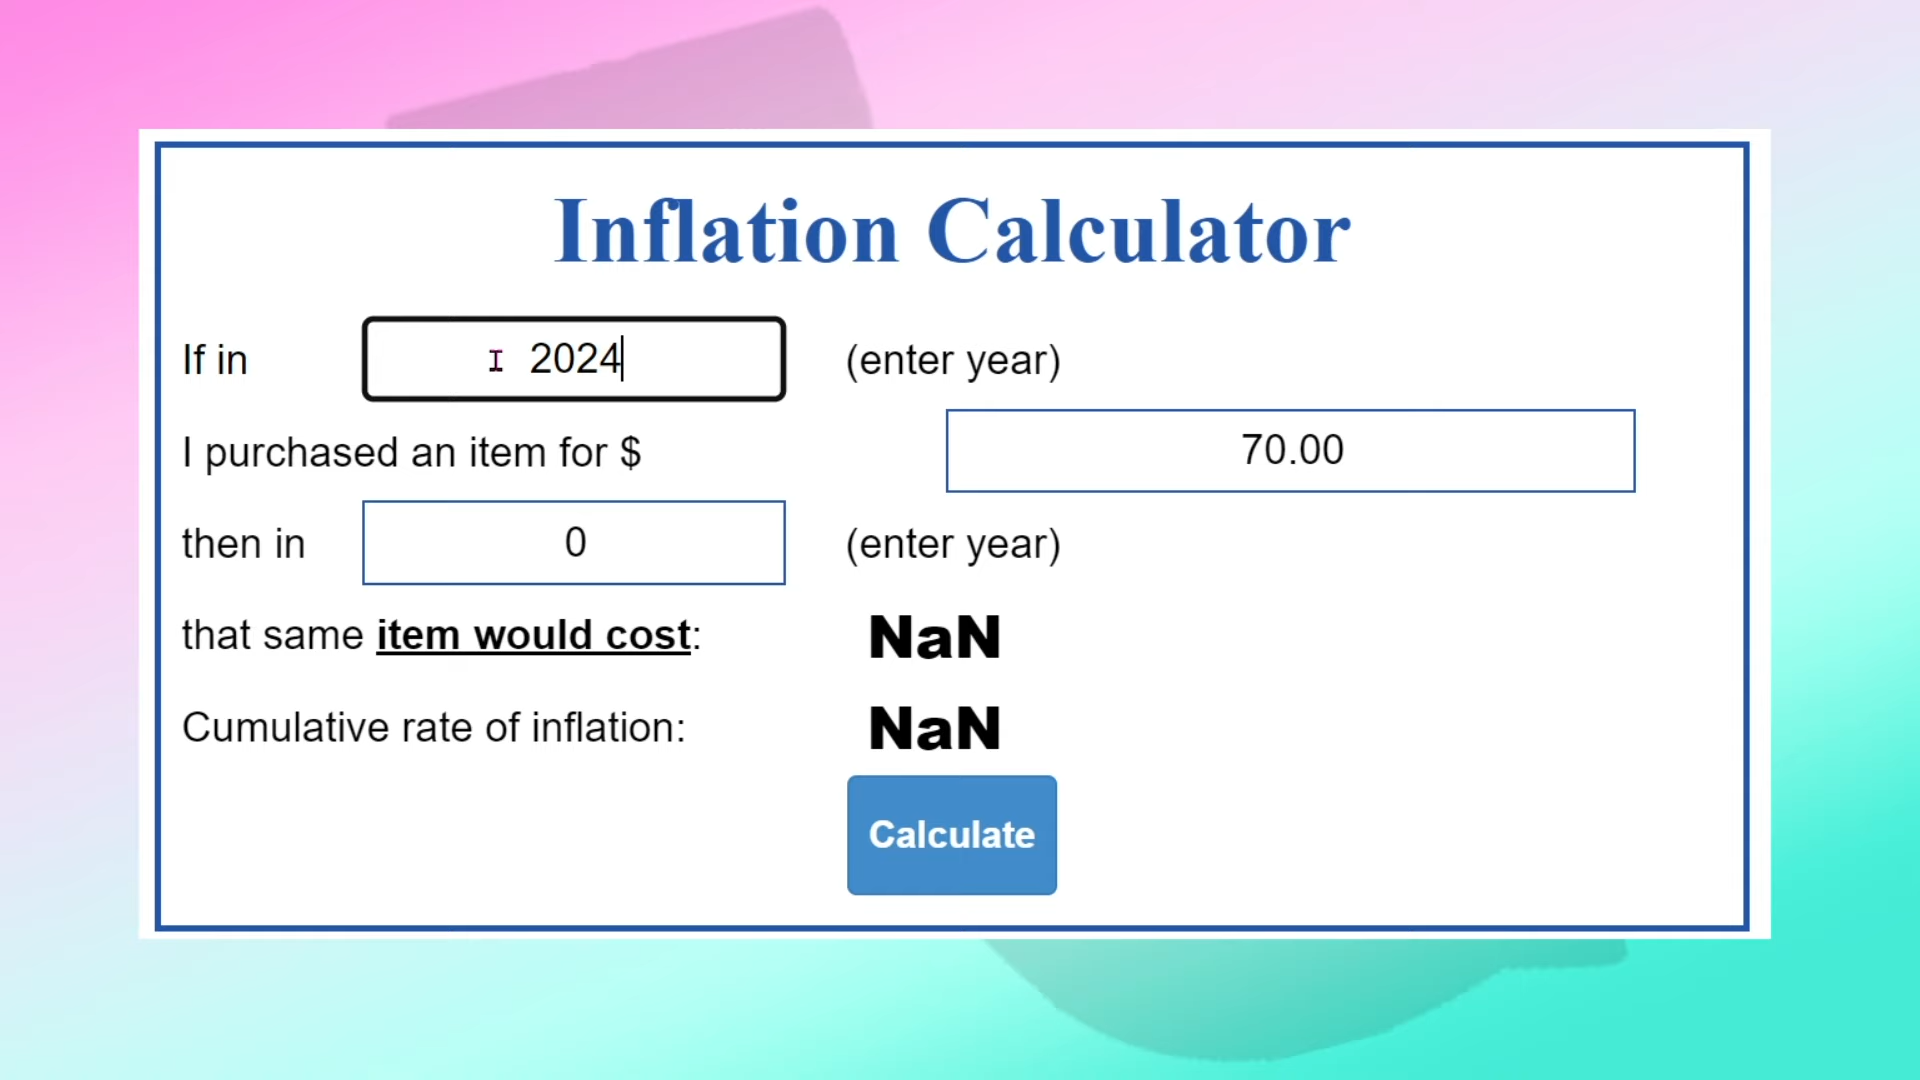 Inflation Calculator
If in 2024 (enter year)
I purchased an item for $ 70.00
then in 0 (enter year)
that same item would cost: NaN
Cumulative rate of inflation: NaN
Calculate